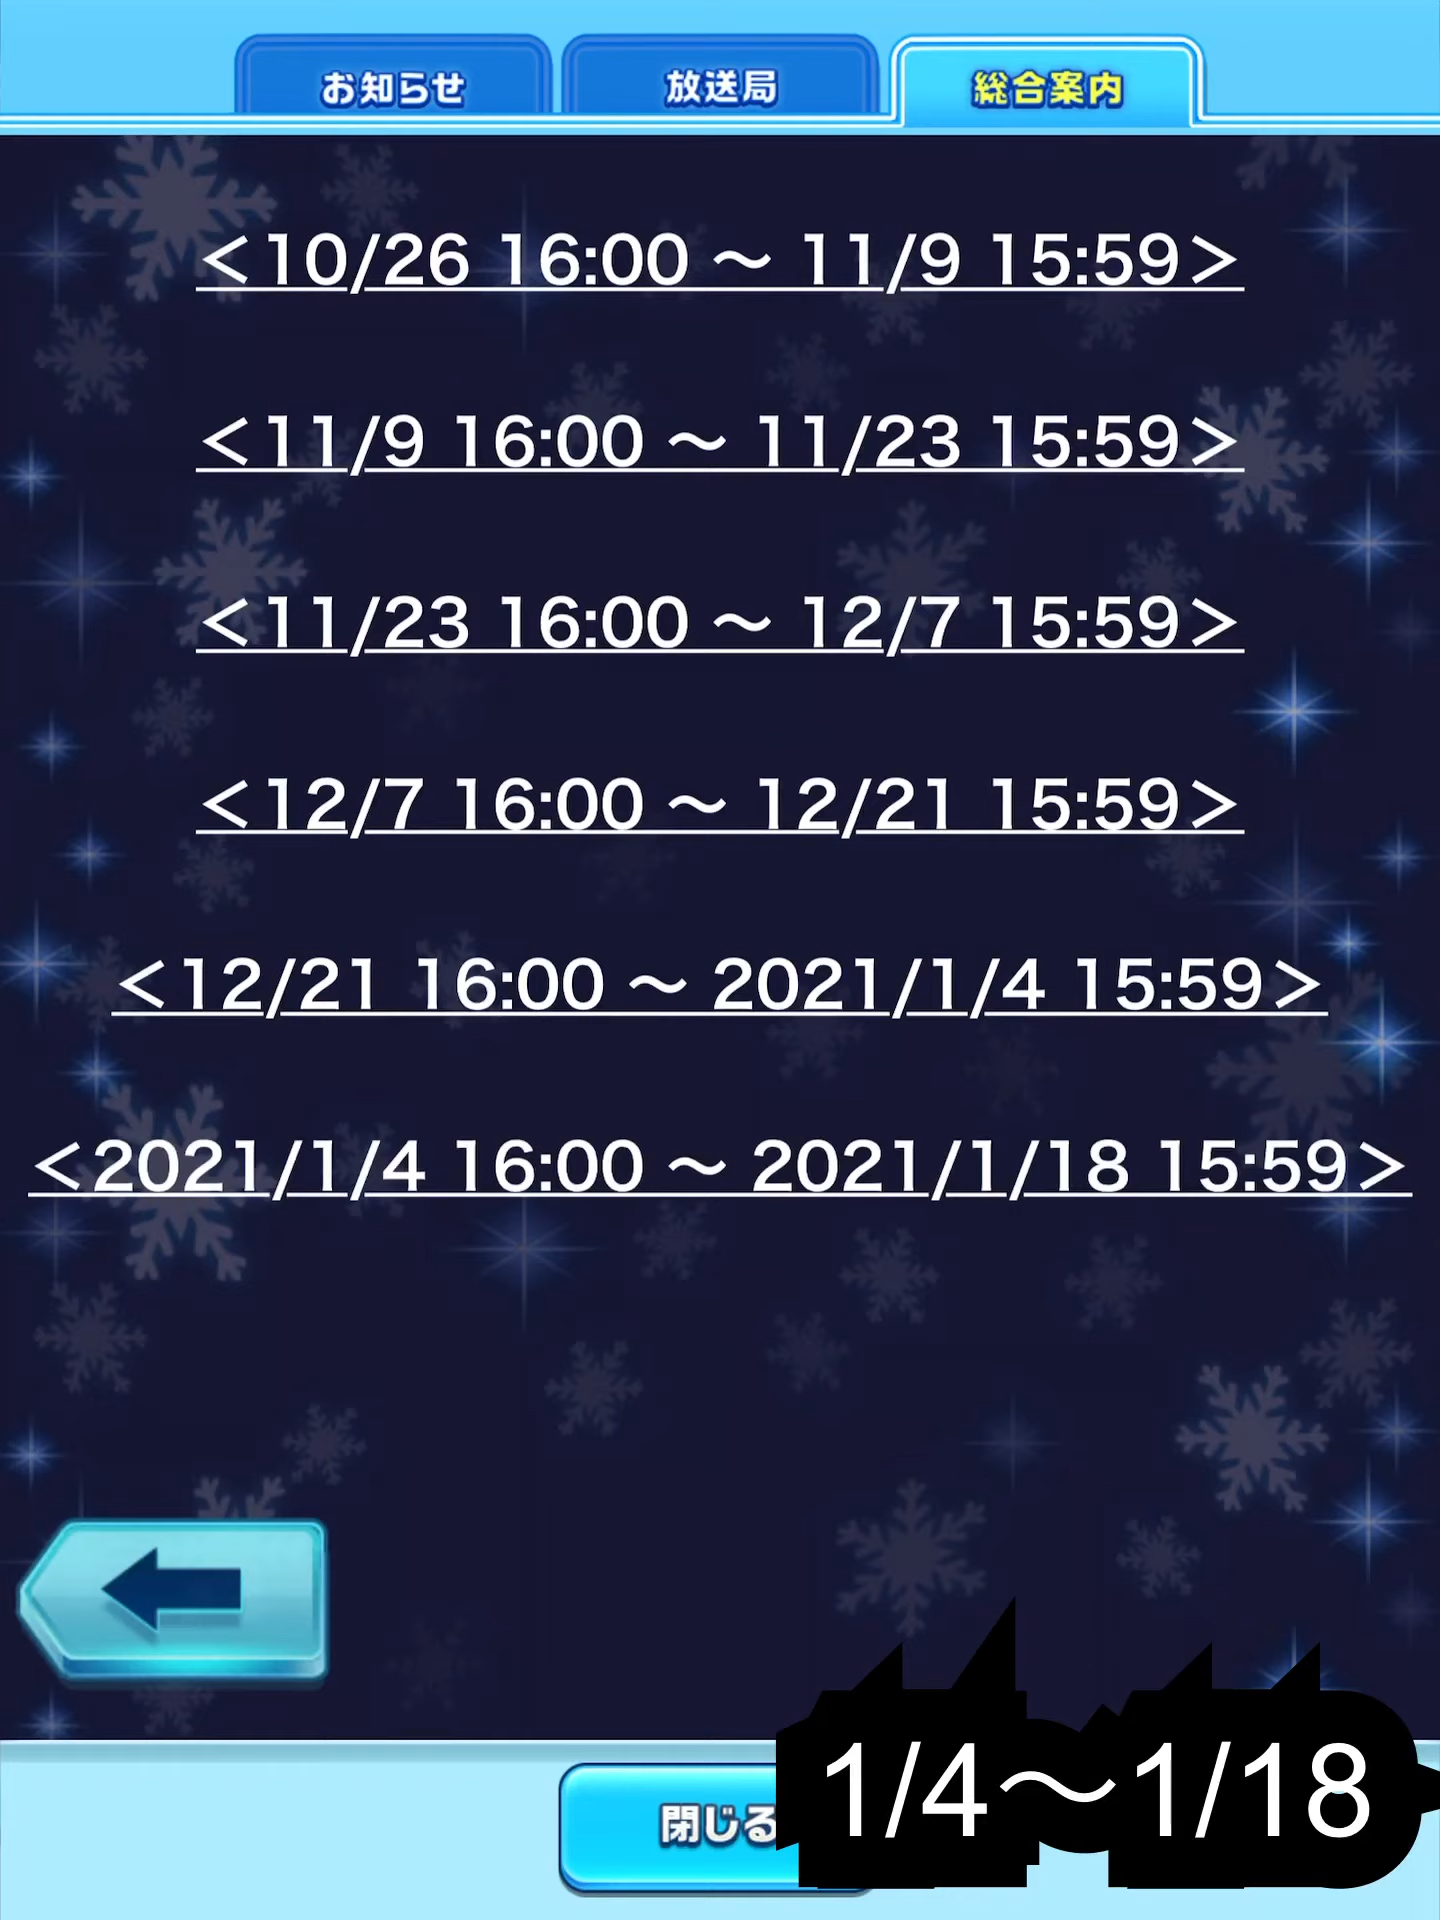 お知らせ
放送局
総合案内
<10/26 16:00 ～ 11/9 15:59>
<11/9 16:00 ～ 11/23 15:59>
<11/23 16:00 ～ 12/7 15:59>
<12/7 16:00 ～ 12/21 15:59>
<12/21 16:00 ～ 2021/1/4 15:59>
<2021/1/4 16:00 ～ 2021/1/18 15:59>
閉じる
1/4～1/18